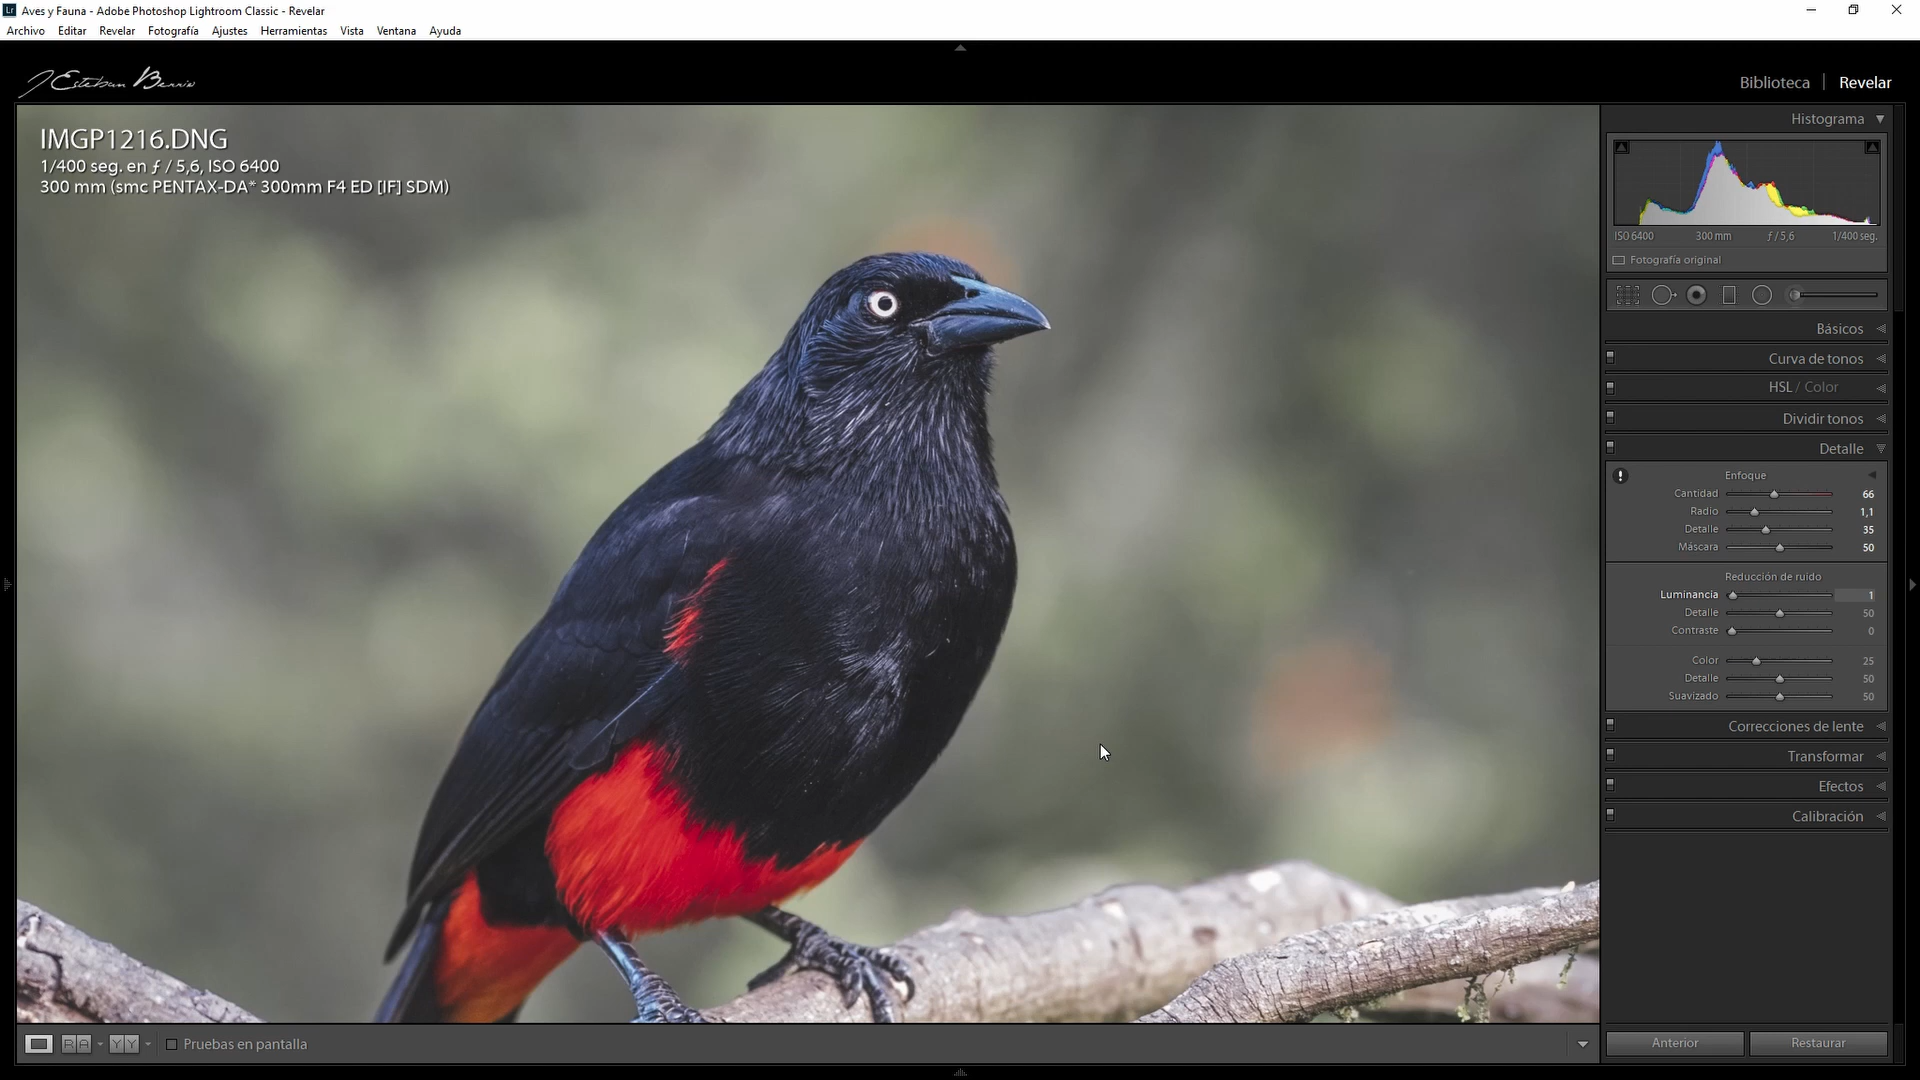 Lr Aves y Fauna - Adobe Photoshop Lightroom Classic - Revelar
Archivo Editar Revelar Fotografía Ajustes Herramientas Vista Ventana Ayuda
J Esteban Berrio
Biblioteca | Revelar
IMGP1216.DNG
1/400 seg. en ƒ / 5,6, ISO 6400
300 mm (smc PENTAX-DA* 300mm F4 ED [IF] SDM)
Histograma
ISO 6400 300 mm ƒ / 5,6 1/400 seg.
Fotografía original
Básicos
Curva de tonos
HSL / Color
Dividir tonos
Detalle
Enfoque
Cantidad 66
Radio 1,1
Detalle 35
Máscara 50
Reducción de ruido
Luminancia 1
Detalle 50
Contraste 0
Color 25
Detalle 50
Suavizado 50
Correcciones de lente
Transformar
Efectos
Calibración
R A Y Y Pruebas en pantalla
Anterior Restaurar